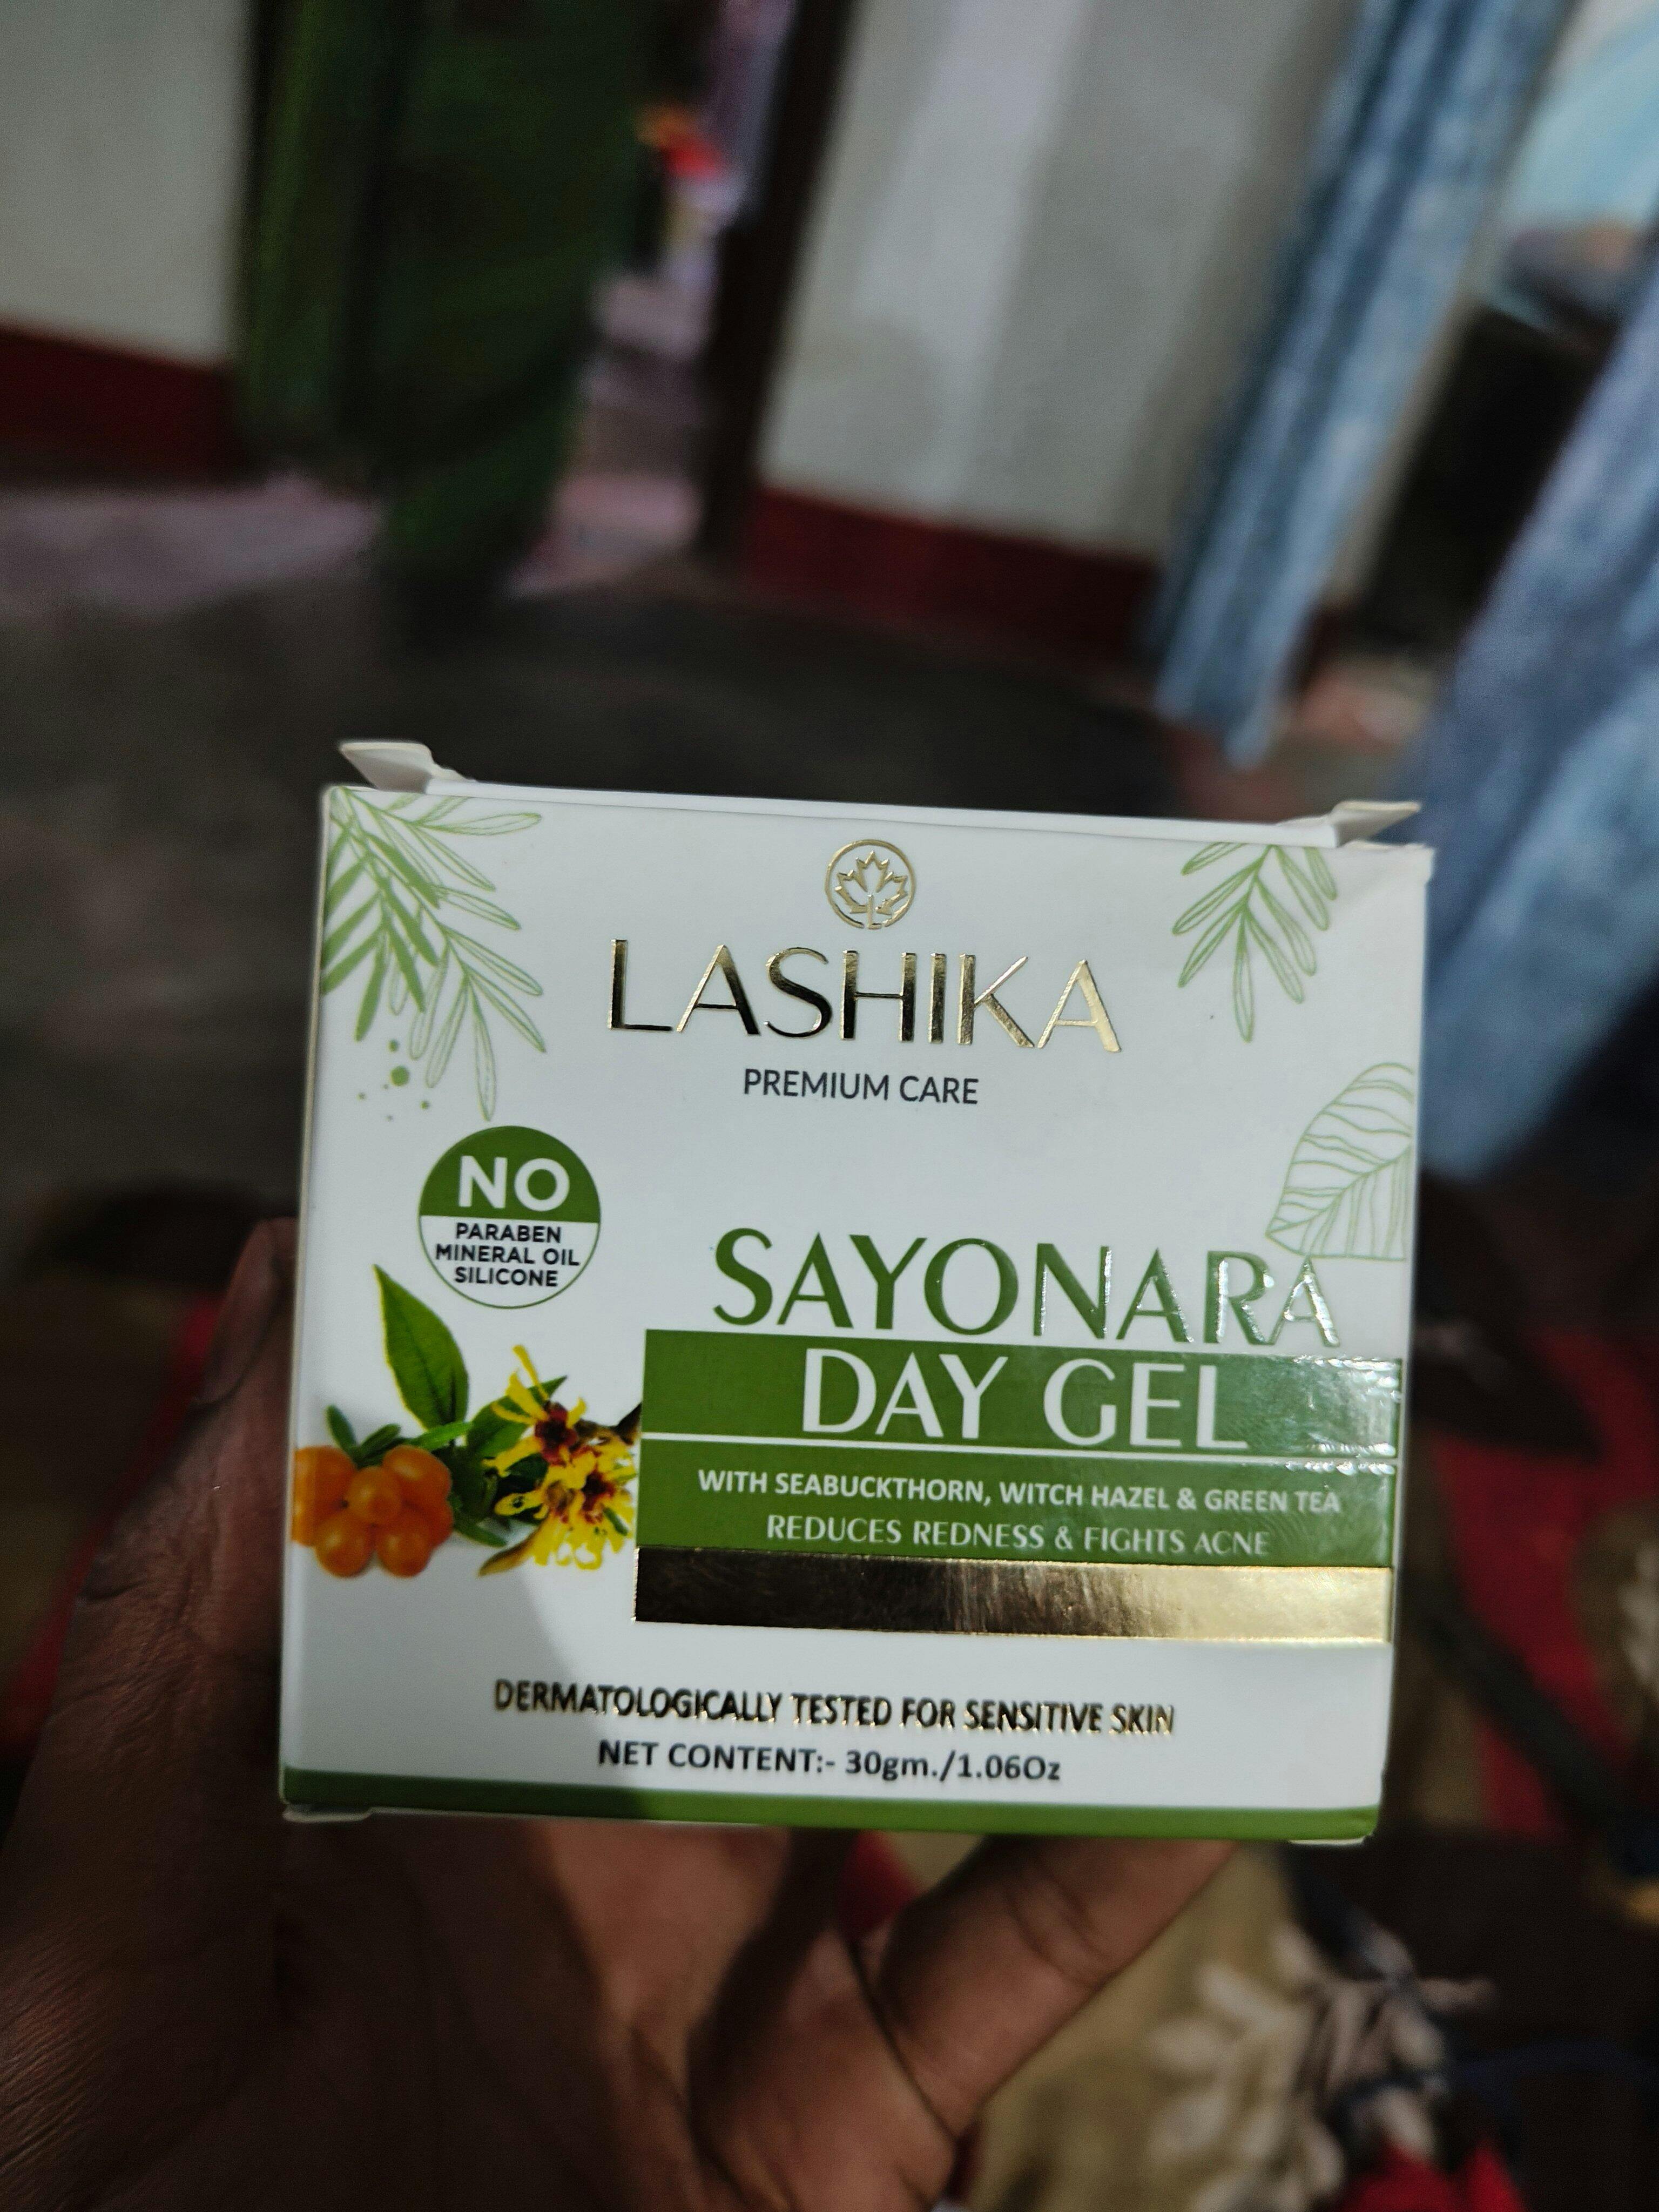 LASHIKA
PREMIUM CARE
NO
PARABEN
MINERAL OIL
SILICONE
SAYONARA
DAY GEL
WITH SEABUCKTHORN, WITCH HAZEL & GREEN TEA
REDUCES REDNESS & FIGHTS ACNE
DERMATOLOGICALLY TESTED FOR SENSITIVE SKIN
NET CONTENT:- 30gm./1.06Oz